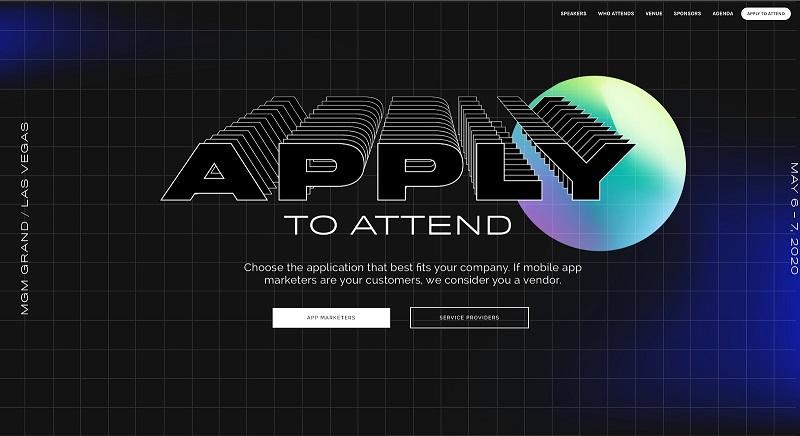 SPEAKERS
WHO ATTENDS
VENUE
SPONSORS
AGENDA
APPLY TO ATTEND
MGM GRAND / LAS VEGAS
APPLY
TO ATTEND
MAY 6 - 7, 2020
Choose the application that best fits your company. If mobile app
marketers are your customers, we consider you a vendor.
APP MARKETERS
SERVICE PROVIDERS